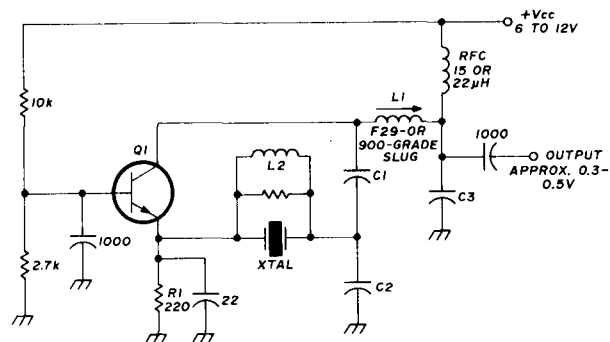 +Vcc
6 TO 12V
RFC
15 OR
22μH
L1
F29-OR
900-GRADE
SLUG
10k
Q1
L2
C1
1000
OUTPUT
APPROX. 0.3-
0.5V
C3
1000
2.7k
R1
220
22
XTAL
C2